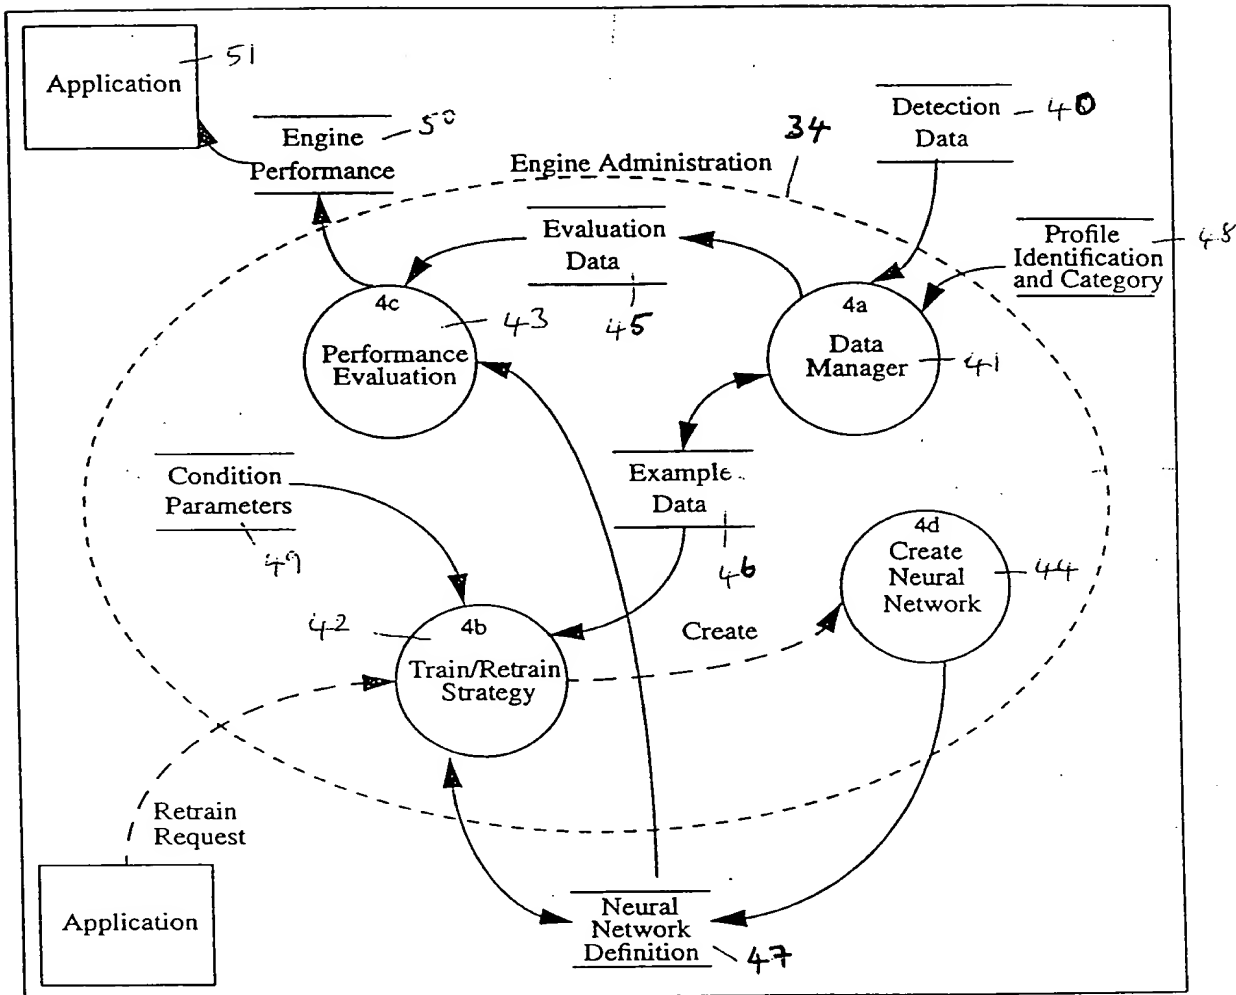 Application
51
Engine
Performance
50
Engine Administration
34
Detection
Data
40
Evaluation
Data
45
Profile
Identification
and Category
48
4c
Performance
Evaluation
43
4a
Data
Manager
41
Condition
Parameters
49
Example
Data
46
4d
Create
Neural
Network
44
42
4b
Train/Retrain
Strategy
Create
Retrain
Request
Application
Neural
Network
Definition
47